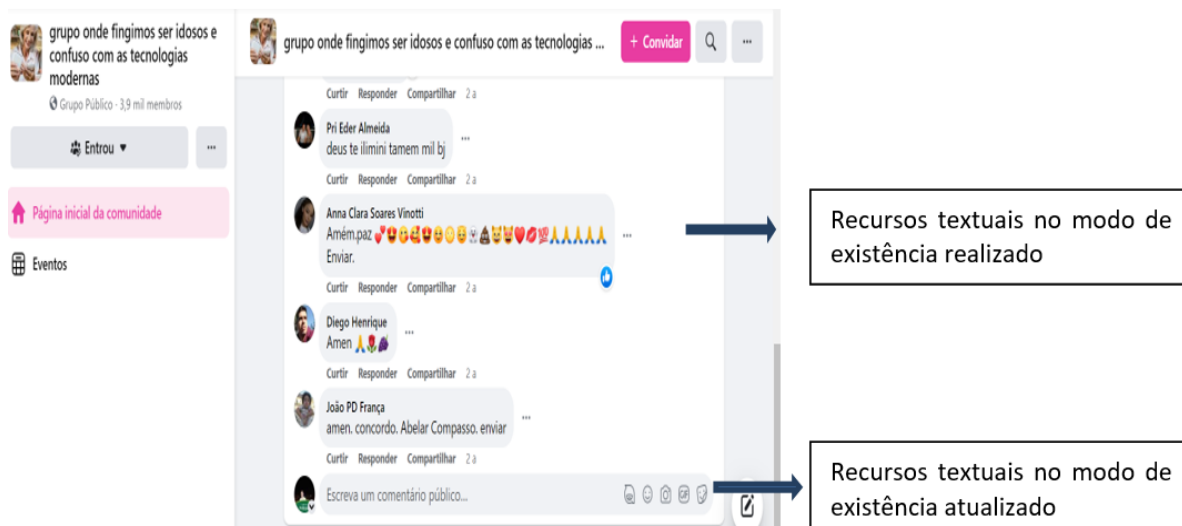 grupo onde fingimos ser idosos e
confuso com as tecnologias
modernas
Grupo Público · 3,9 mil membros
Entrou
Página inicial da comunidade
Eventos
grupo onde fingimos ser idosos e confuso com as tecnologias ...
+ Convidar
Curtir Responder Compartilhar 2 a
Pri Eder Almeida
deus te ilimini tamem mil bj
Curtir Responder Compartilhar 2 a
Anna Clara Soares Vinotti
Amém.paz 💕😍😘🥰😍🥺😳🥺☠️💩😺😻❤️💋💯🙏🙏🙏🙏🙏
Enviar.
Curtir Responder Compartilhar 2 a
Diego Henrique
Amen 🙏🌹🍇
Curtir Responder Compartilhar 2 a
João PD França
amen. concordo. Abelar Compasso. enviar
Curtir Responder Compartilhar 2 a
Escreva um comentário público...
GIF
Recursos textuais no modo de
existência realizado
Recursos textuais no modo de
existência atualizado